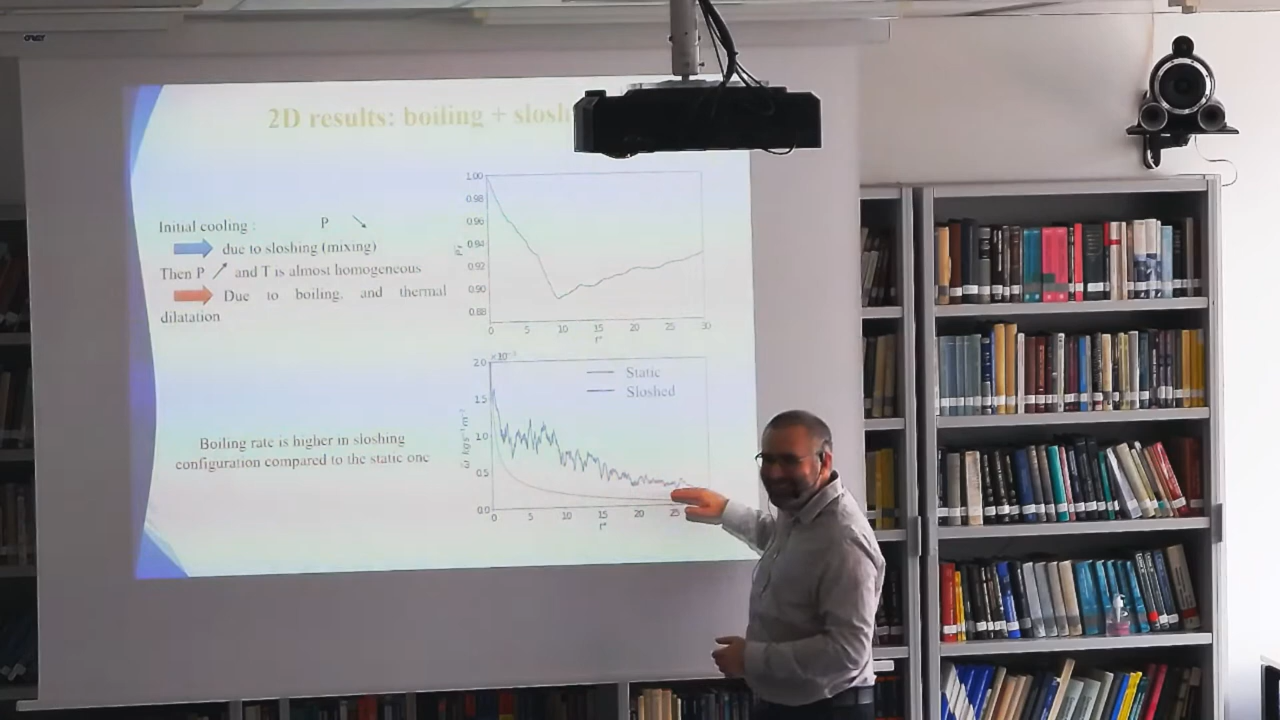 2D results: boiling + slosh
Initial cooling : P
due to sloshing (mixing)
Then P and T is almost homogeneous
Due to boiling, and thermal
dilatation
Boiling rate is higher in sloshing
configuration compared to the static one
1.00
0.98
0.96
0.94
0.92
0.90
0.88
0 5 10 15 20 25 30
t*
2.0
1.5
1.0
0.5
0.0
Static
Sloshed
0 5 10 15 20 25
t*